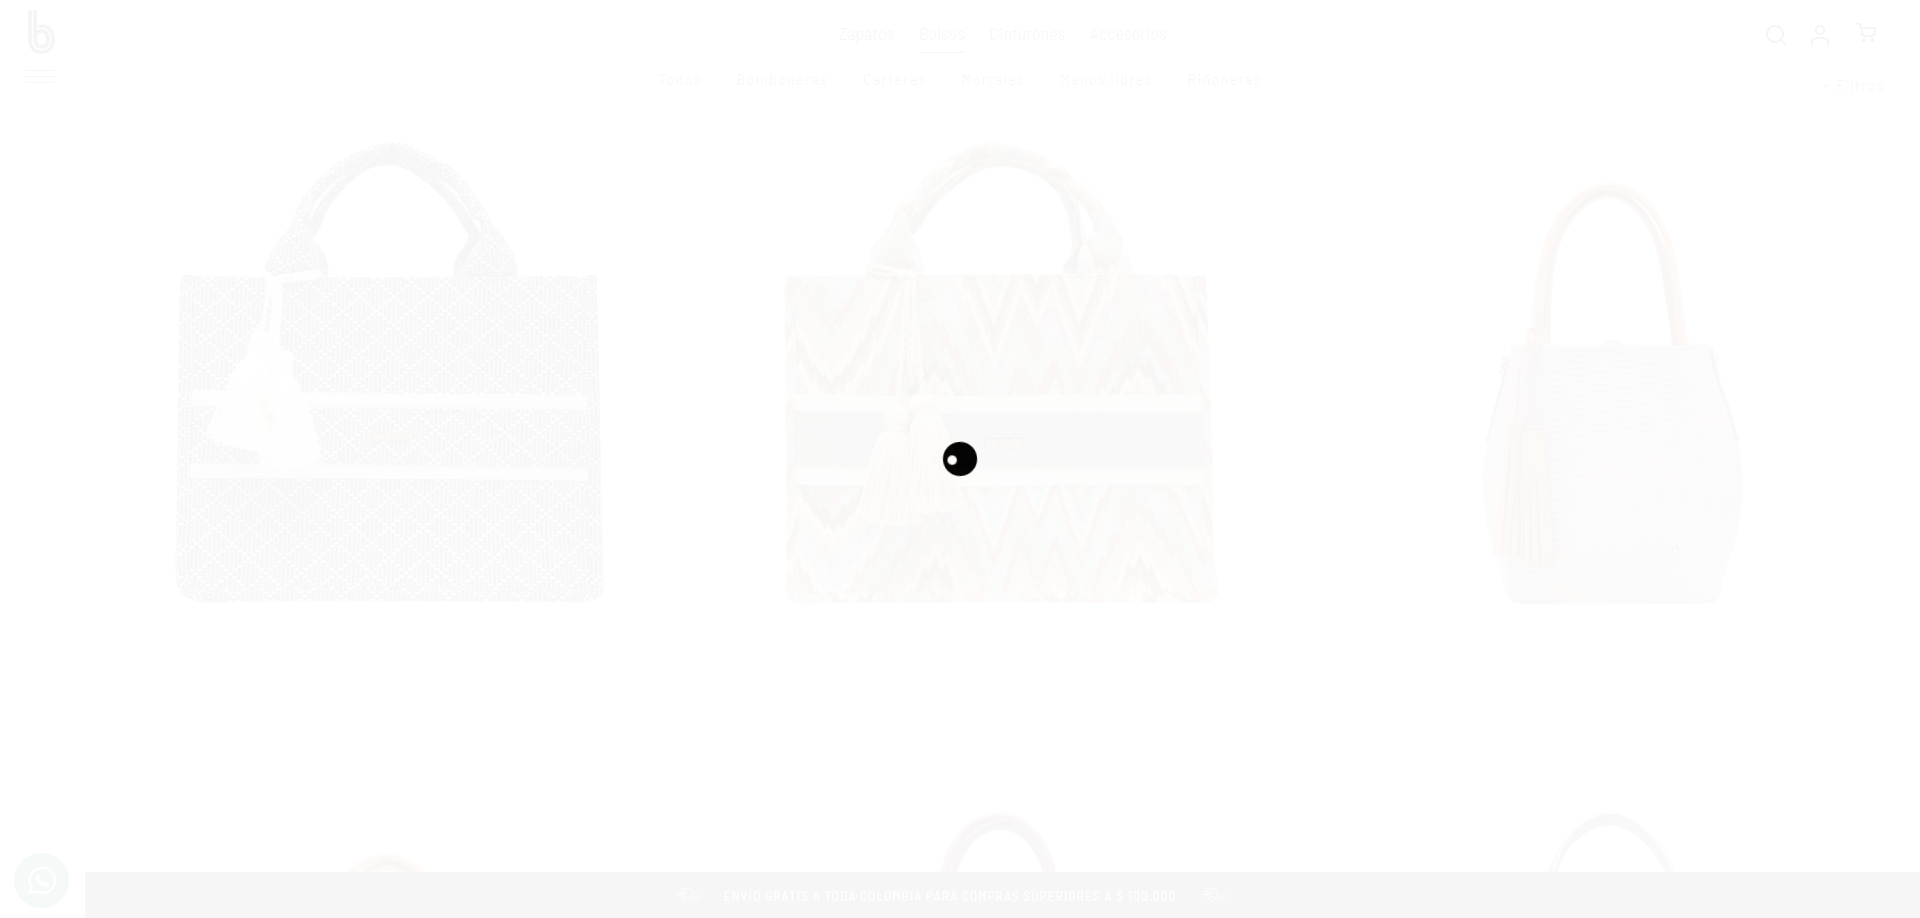 b
Zapatos Bolsos Cinturones Accesorios
Todos Bomboneras Carteras Morrales Manos libres Riñoneras
+ Filtros
ENVÍO GRATIS A TODA COLOMBIA PARA COMPRAS SUPERIORES A $ 100.000